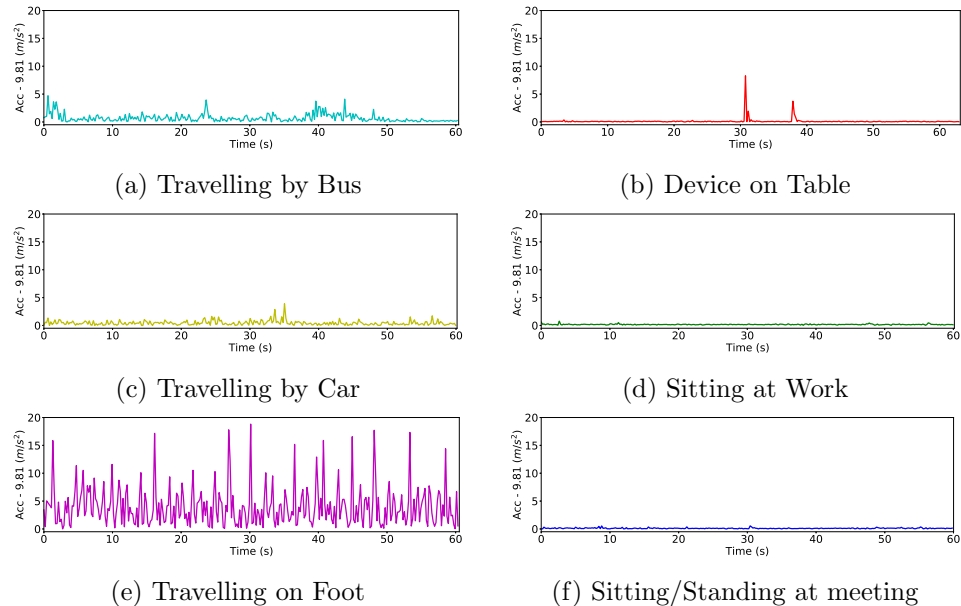 20
15
10
5
0
Acc - 9.81 (m/s²)
0 10 20 30 40 50 60
Time (s)
(a) Travelling by Bus
20
15
10
5
0
Acc - 9.81 (m/s²)
0 10 20 30 40 50 60
Time (s)
(b) Device on Table
20
15
10
5
0
Acc - 9.81 (m/s²)
0 10 20 30 40 50 60
Time (s)
(c) Travelling by Car
20
15
10
5
0
Acc - 9.81 (m/s²)
0 10 20 30 40 50 60
Time (s)
(d) Sitting at Work
20
15
10
5
0
Acc - 9.81 (m/s²)
0 10 20 30 40 50 60
Time (s)
(e) Travelling on Foot
20
15
10
5
0
Acc - 9.81 (m/s²)
0 10 20 30 40 50 60
Time (s)
(f) Sitting/Standing at meeting